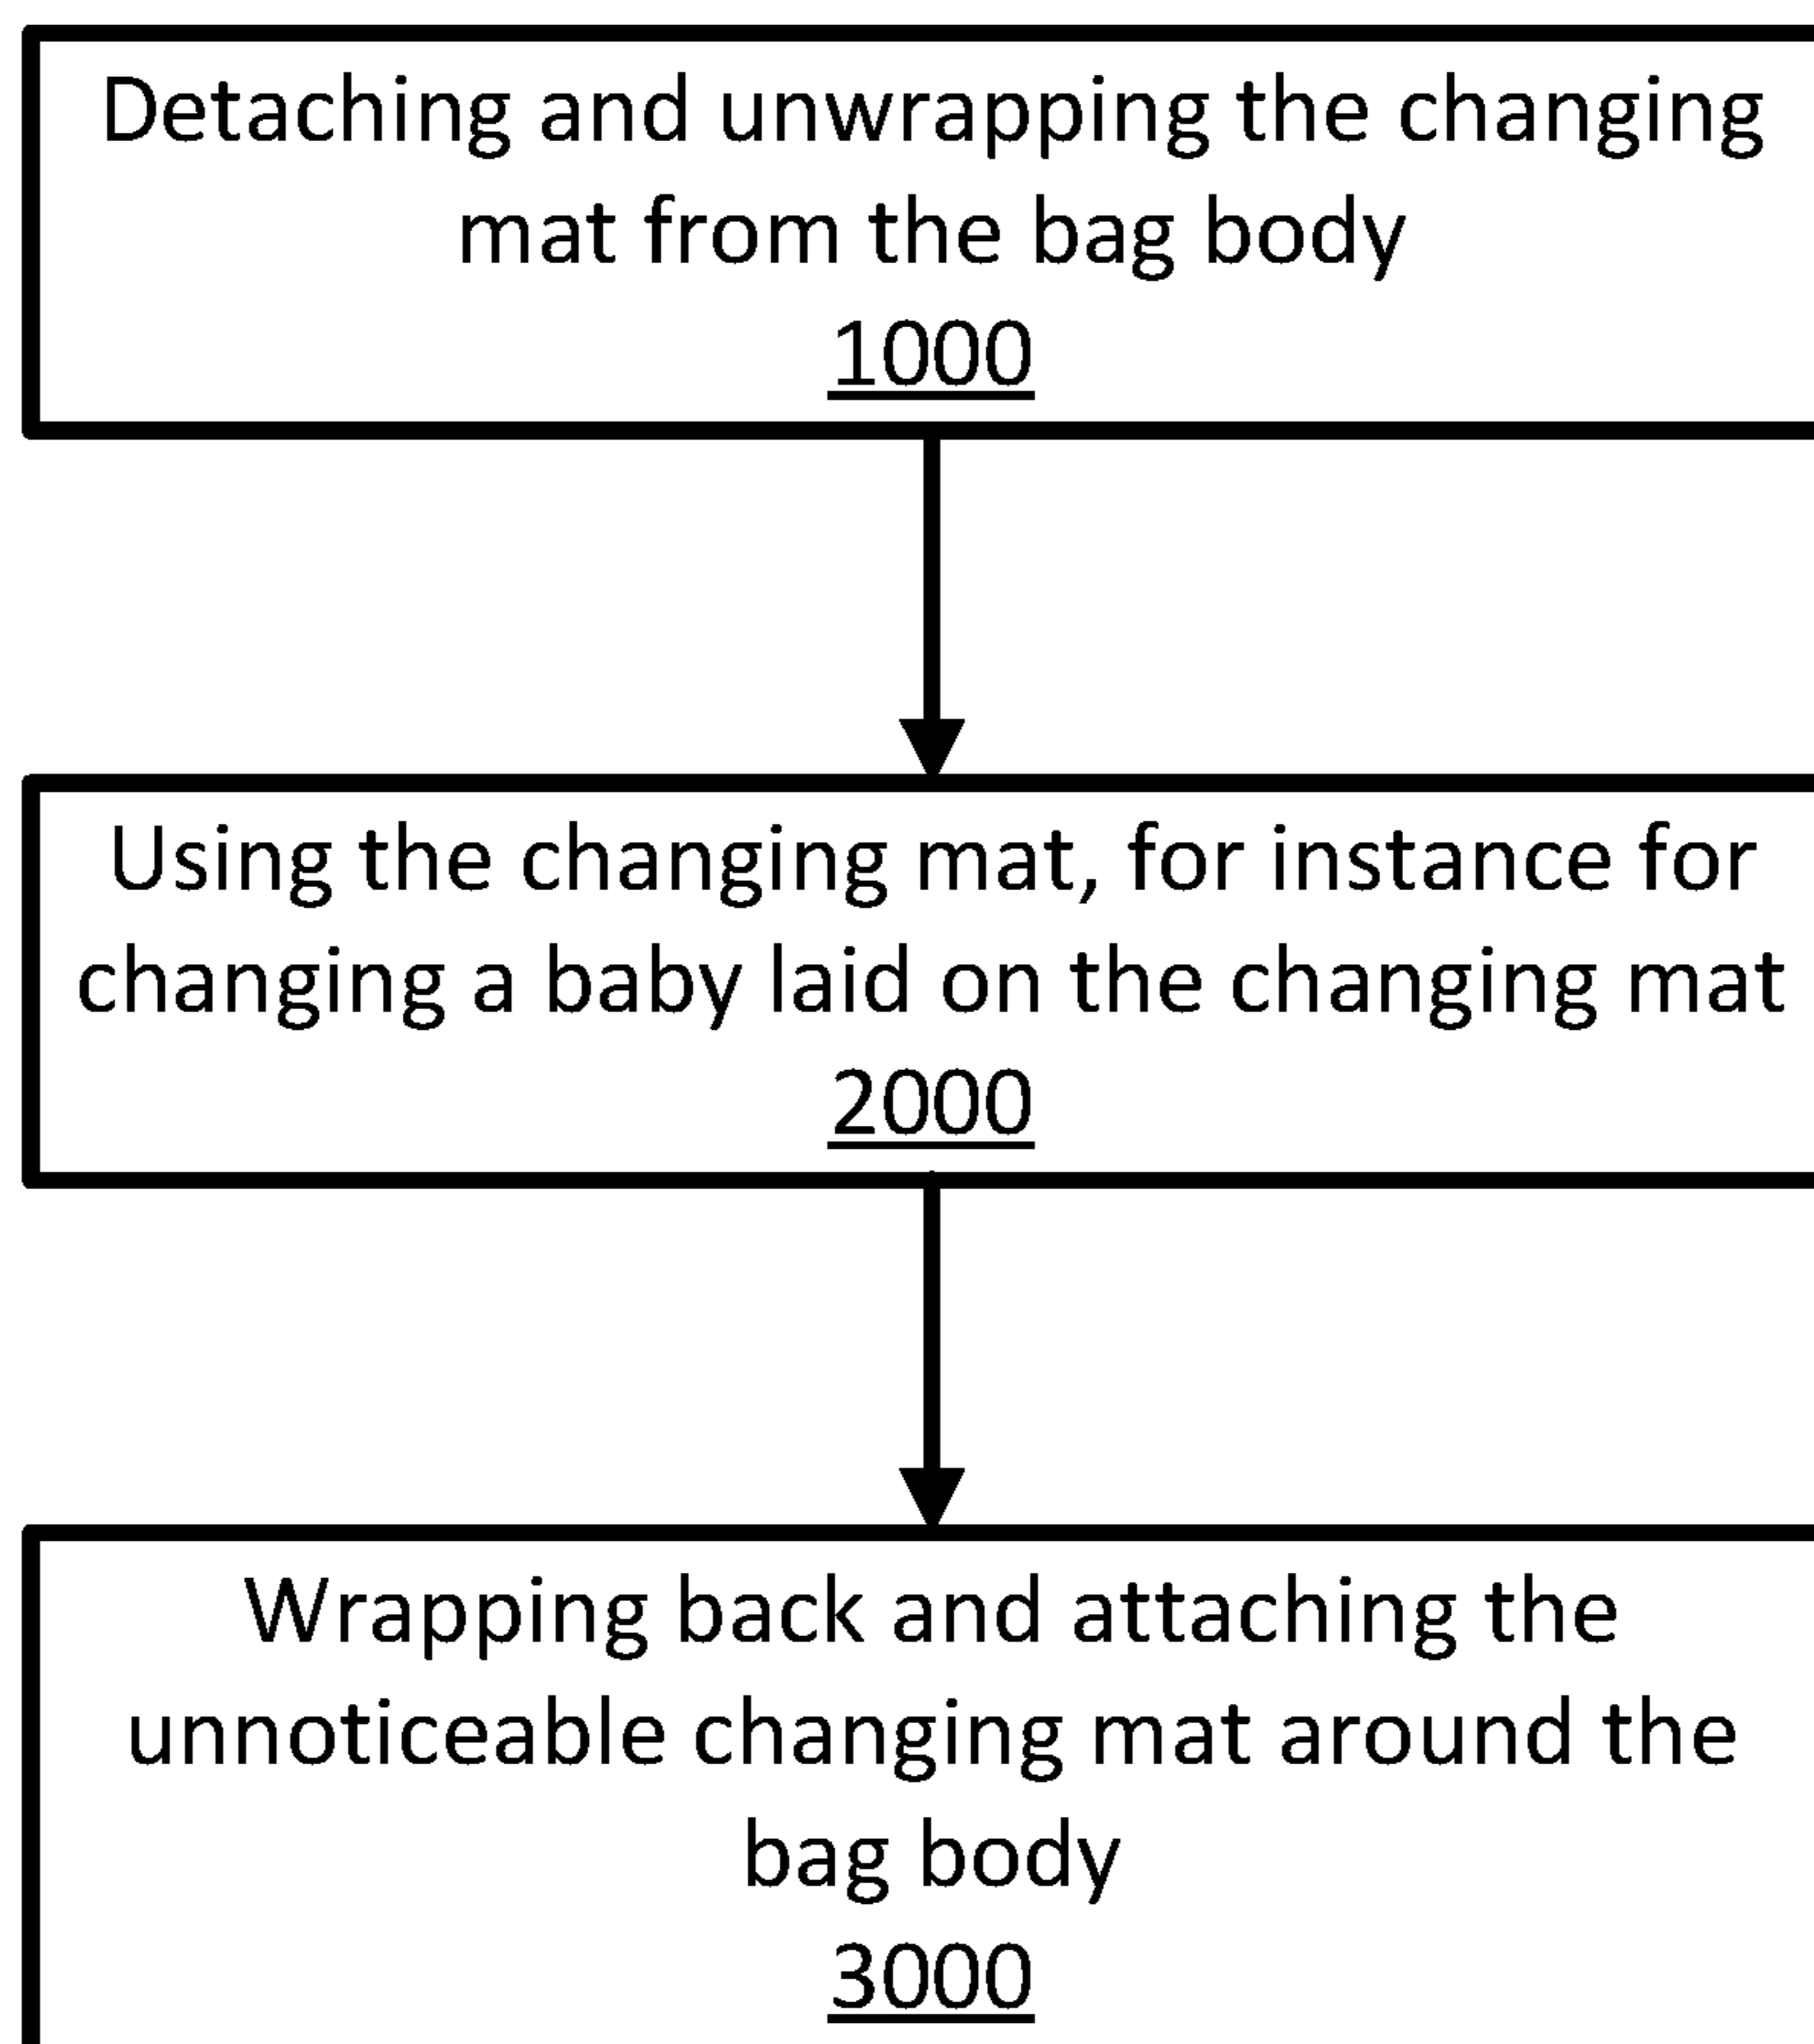 Detaching and unwrapping the changing
mat from the bag body
1000
Using the changing mat, for instance for
changing a baby laid on the changing mat
2000
Wrapping back and attaching the
unnoticeable changing mat around the
bag body
3000